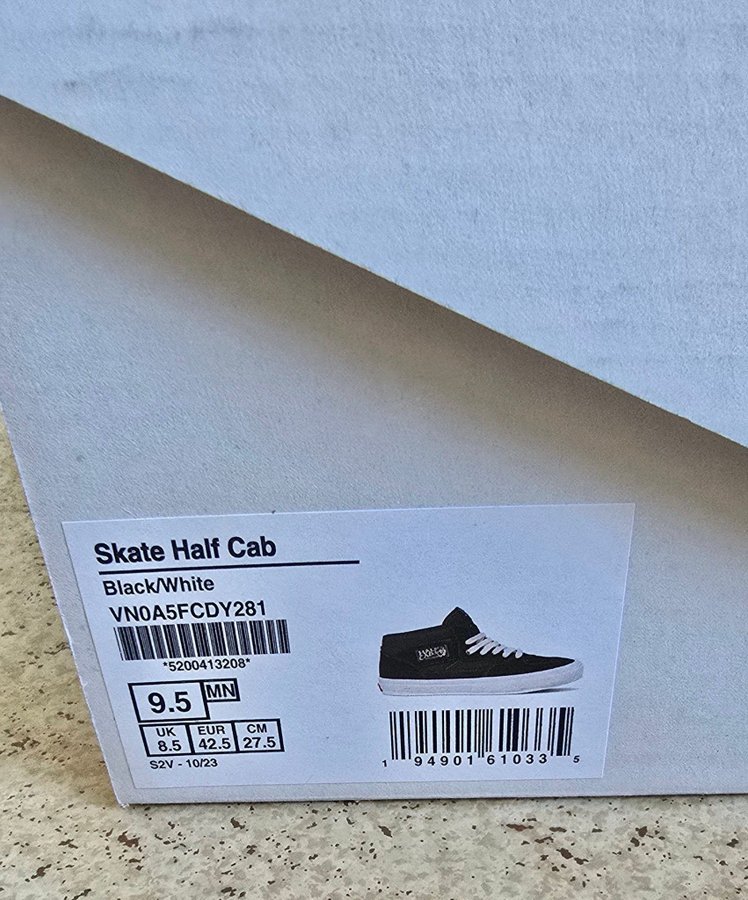 Skate Half Cab
Black/White
VN0A5FCDY281
*5200413208*
9.5 MN
UK EUR CM
8.5 42.5 27.5
S2V - 10/23
1 94901 61033 5